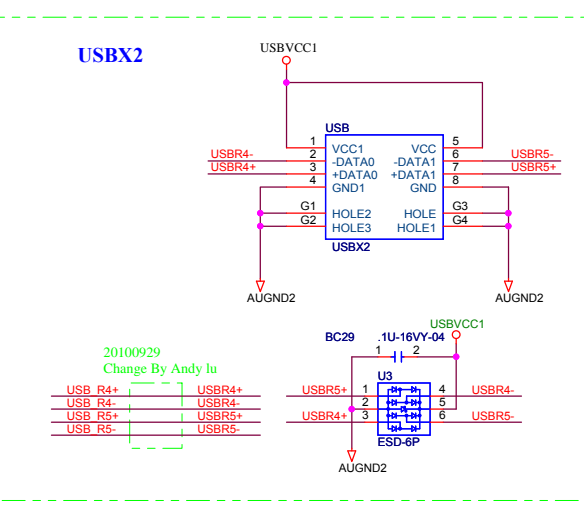 USBX2
USBVCC1
USB
1 VCC1 VCC 5
USBR4- 2 -DATA0 -DATA1 6 USBR5-
USBR4+ 3 +DATA0 +DATA1 7 USBR5+
4 GND1 GND 8
G1 HOLE2 HOLE G3
G2 HOLE3 HOLE1 G4
USBX2
AUGND2 AUGND2
USBVCC1
BC29 .1U-16VY-04
1 2
20100929
Change By Andy lu
U3
USB_R4+ USBR4+
USB_R4- USBR4-
USB_R5+ USBR5+
USB_R5- USBR5-
USBR5+ 1 4 USBR4-
2 5
USBR4+ 3 6 USBR5-
ESD-6P
AUGND2